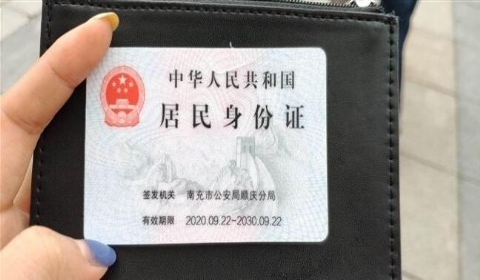 中华人民共和国
居民身份证
签发机关 南充市公安局顺庆分局
有效期限 2020.09.22-2030.09.22